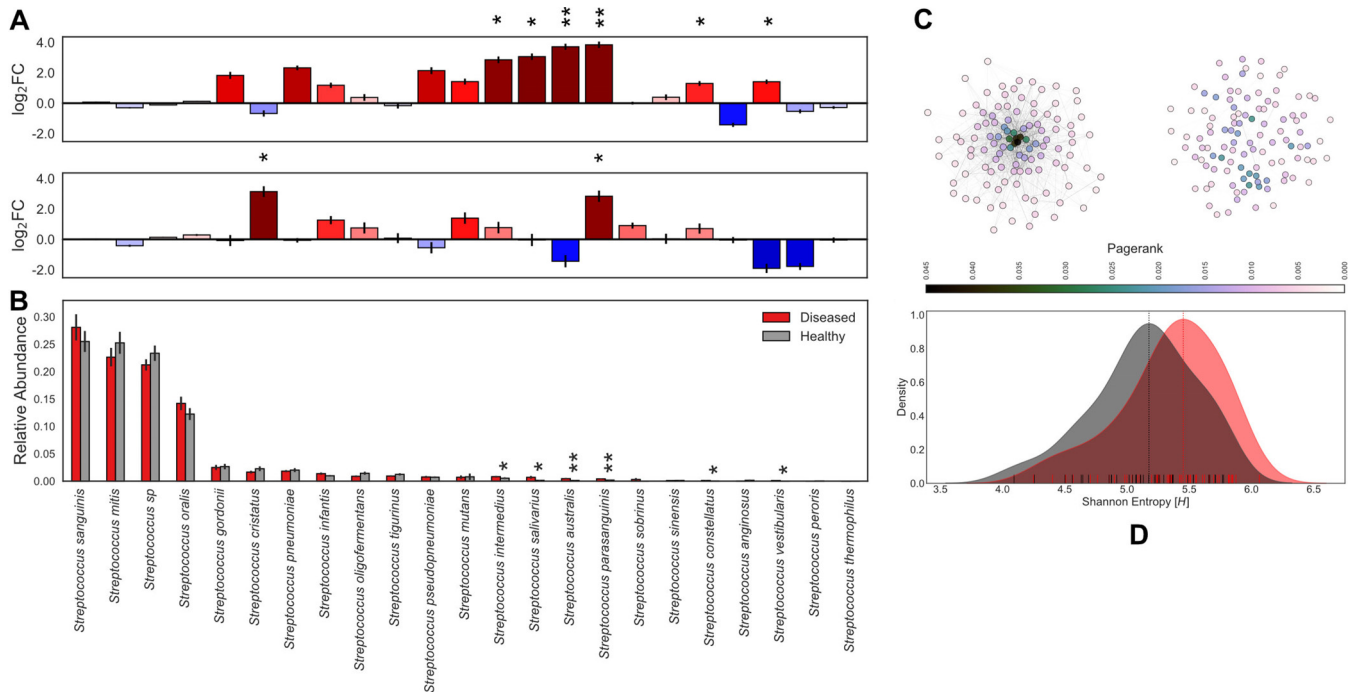 A
* * ** ** * *
4.0
2.0
0.0
-2.0
log2FC
* *
4.0
2.0
0.0
-2.0
log2FC
B
0.30
0.25
0.20
0.15
0.10
0.05
0.00
Relative Abundance
Diseased
Healthy
* * ** ** * *
Streptococcus sanguinis
Streptococcus mitis
Streptococcus sp
Streptococcus oralis
Streptococcus gordonii
Streptococcus cristatus
Streptococcus pneumoniae
Streptococcus infantis
Streptococcus oligofermentans
Streptococcus tigurinus
Streptococcus pseudopneumoniae
Streptococcus mutans
Streptococcus intermedius
Streptococcus salivarius
Streptococcus australis
Streptococcus parasanguinis
Streptococcus sobrinus
Streptococcus sinensis
Streptococcus constellatus
Streptococcus anginosus
Streptococcus vestibularis
Streptococcus peroris
Streptococcus thermophilus
C
Pagerank
0.045 0.040 0.035 0.030 0.025 0.020 0.015 0.010 0.005 0.000
1.0
0.8
0.6
0.4
0.2
0.0
Density
3.5 4.0 4.5 5.0 5.5 6.0 6.5
Shannon Entropy [H]
D